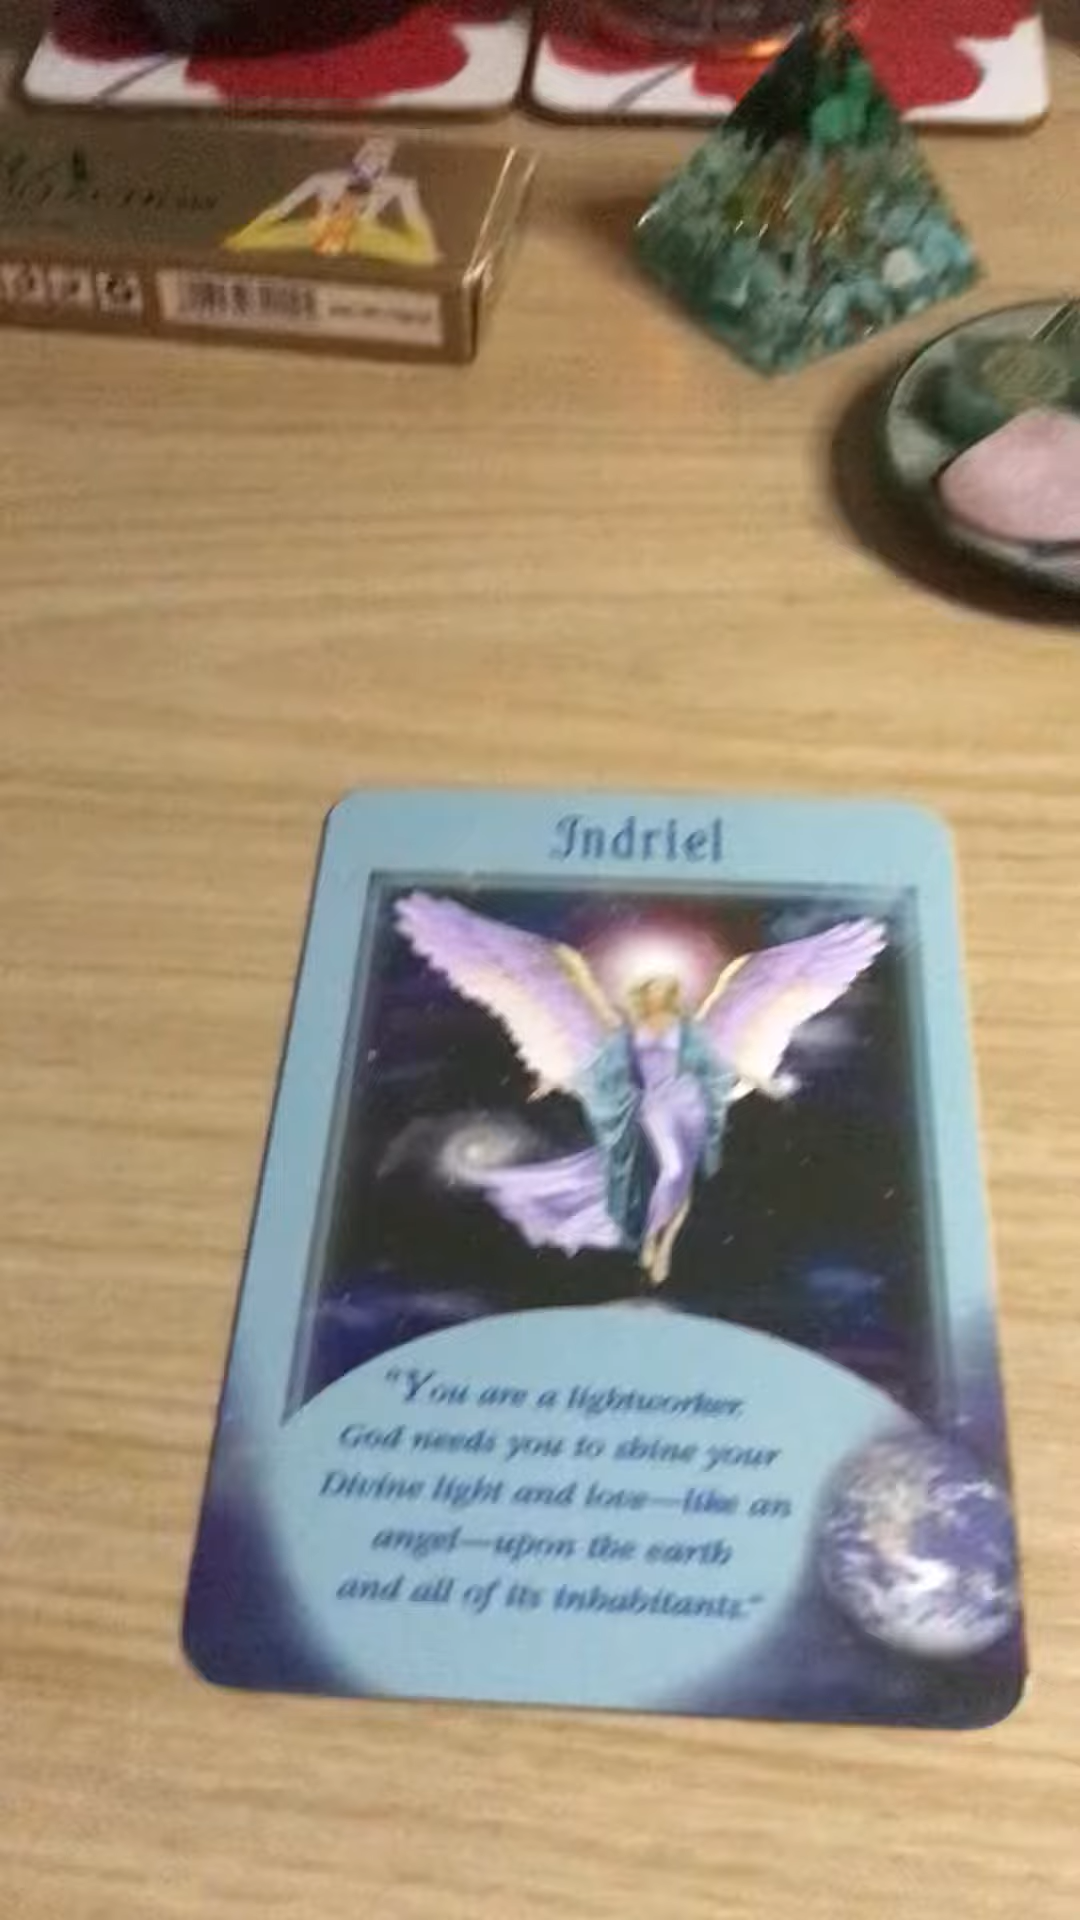 Indriel
"You are a lightworker.
God needs you to shine your
Divine light and love—like an
angel—upon the earth
and all of its inhabitants."